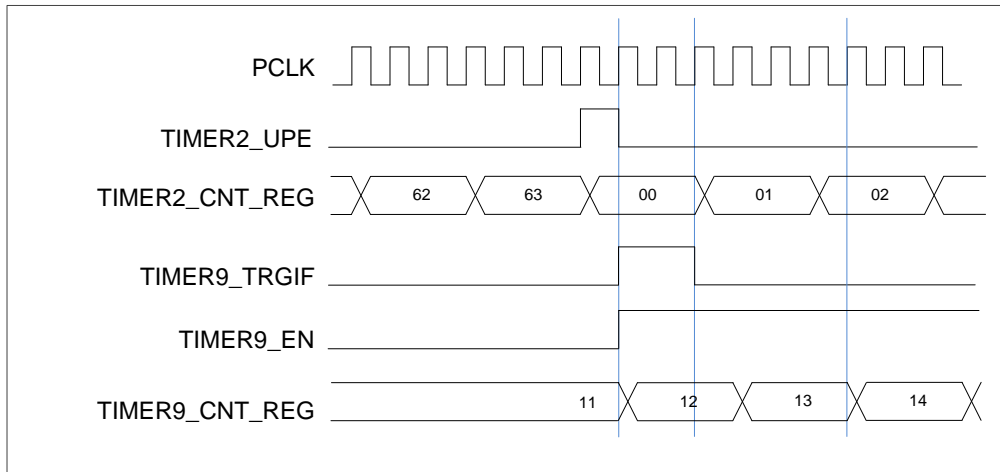 PCLK
TIMER2_UPE
TIMER2_CNT_REG 62 63 00 01 02
TIMER9_TRGIF
TIMER9_EN
TIMER9_CNT_REG 11 12 13 14